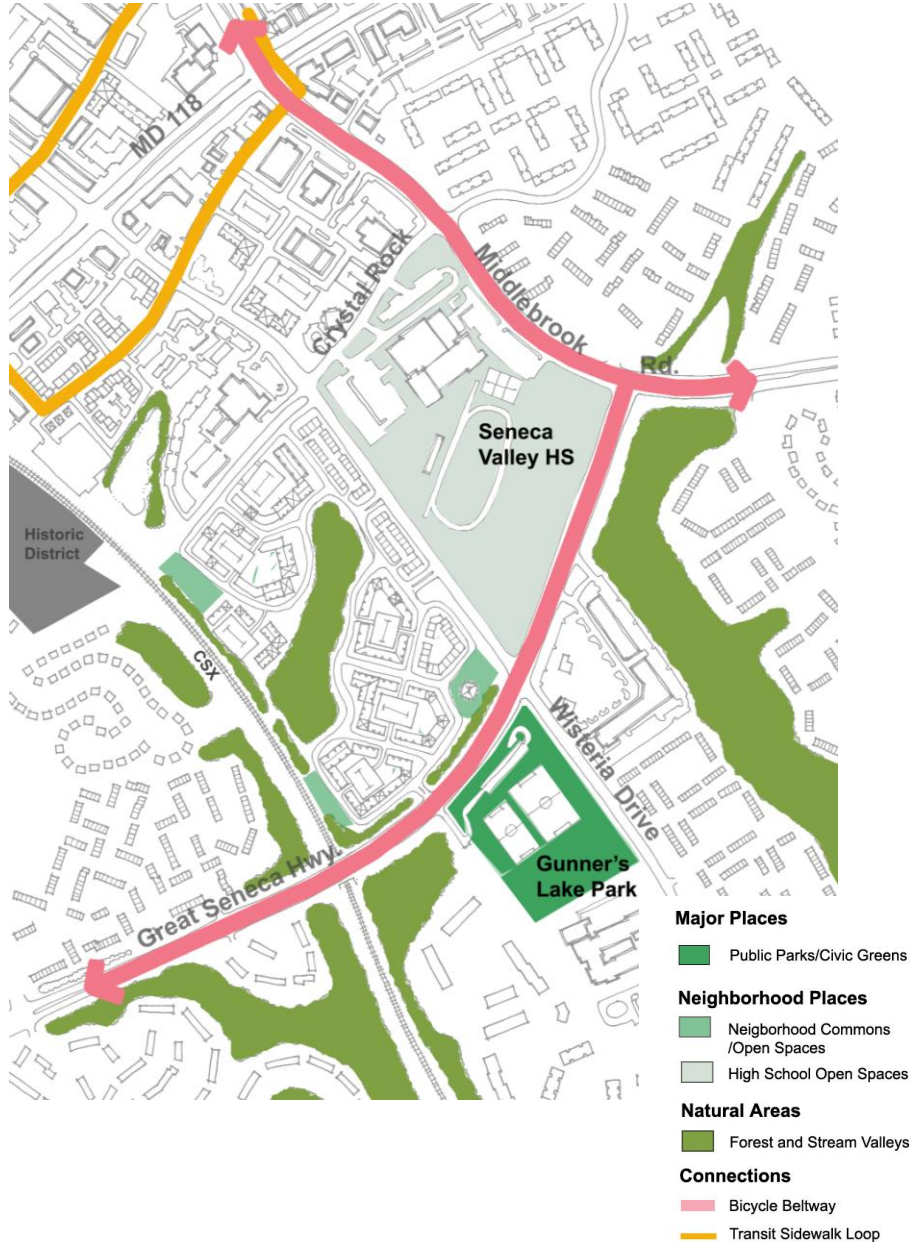 MD 118
Crystal Rock
Middlebrook
Rd.
Seneca
Valley HS
Historic
District
CSX
Wisteria Drive
Great Seneca Hwy.
Gunner's
Lake Park
Major Places
Public Parks/Civic Greens
Neighborhood Places
Neigborhood Commons
/Open Spaces
High School Open Spaces
Natural Areas
Forest and Stream Valleys
Connections
Bicycle Beltway
Transit Sidewalk Loop